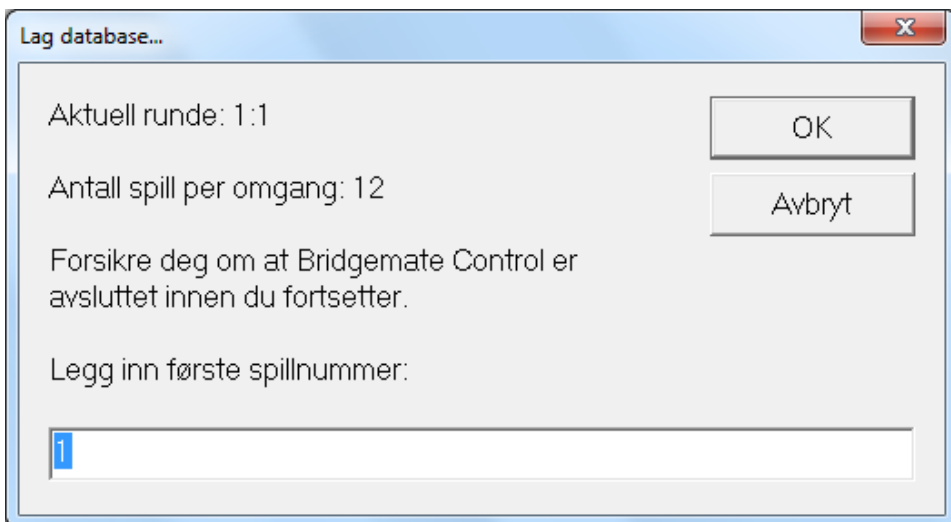 Lag database...
Aktuell runde: 1:1
OK
Antall spill per omgang: 12
Avbryt
Forsikre deg om at Bridgemate Control er
avsluttet innen du fortsetter.
Legg inn første spillnummer:
1